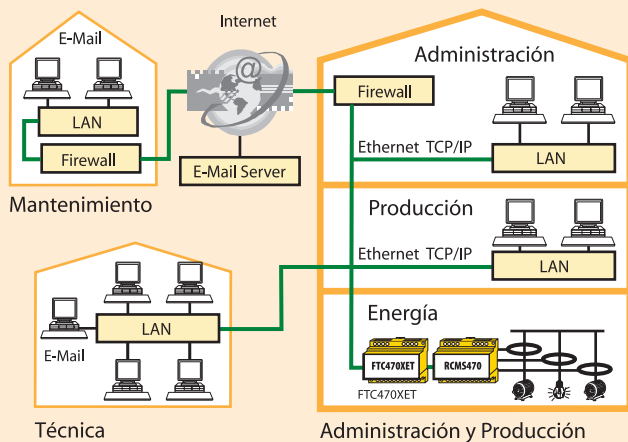 Internet
E-Mail
LAN
Firewall
Mantenimiento
@
E-Mail Server
Administración
Firewall
Ethernet TCP/IP
LAN
Producción
Ethernet TCP/IP
LAN
Energía
FTC470XET
RCMS470
FTC470XET
LAN
E-Mail
Técnica
Administración y Producción